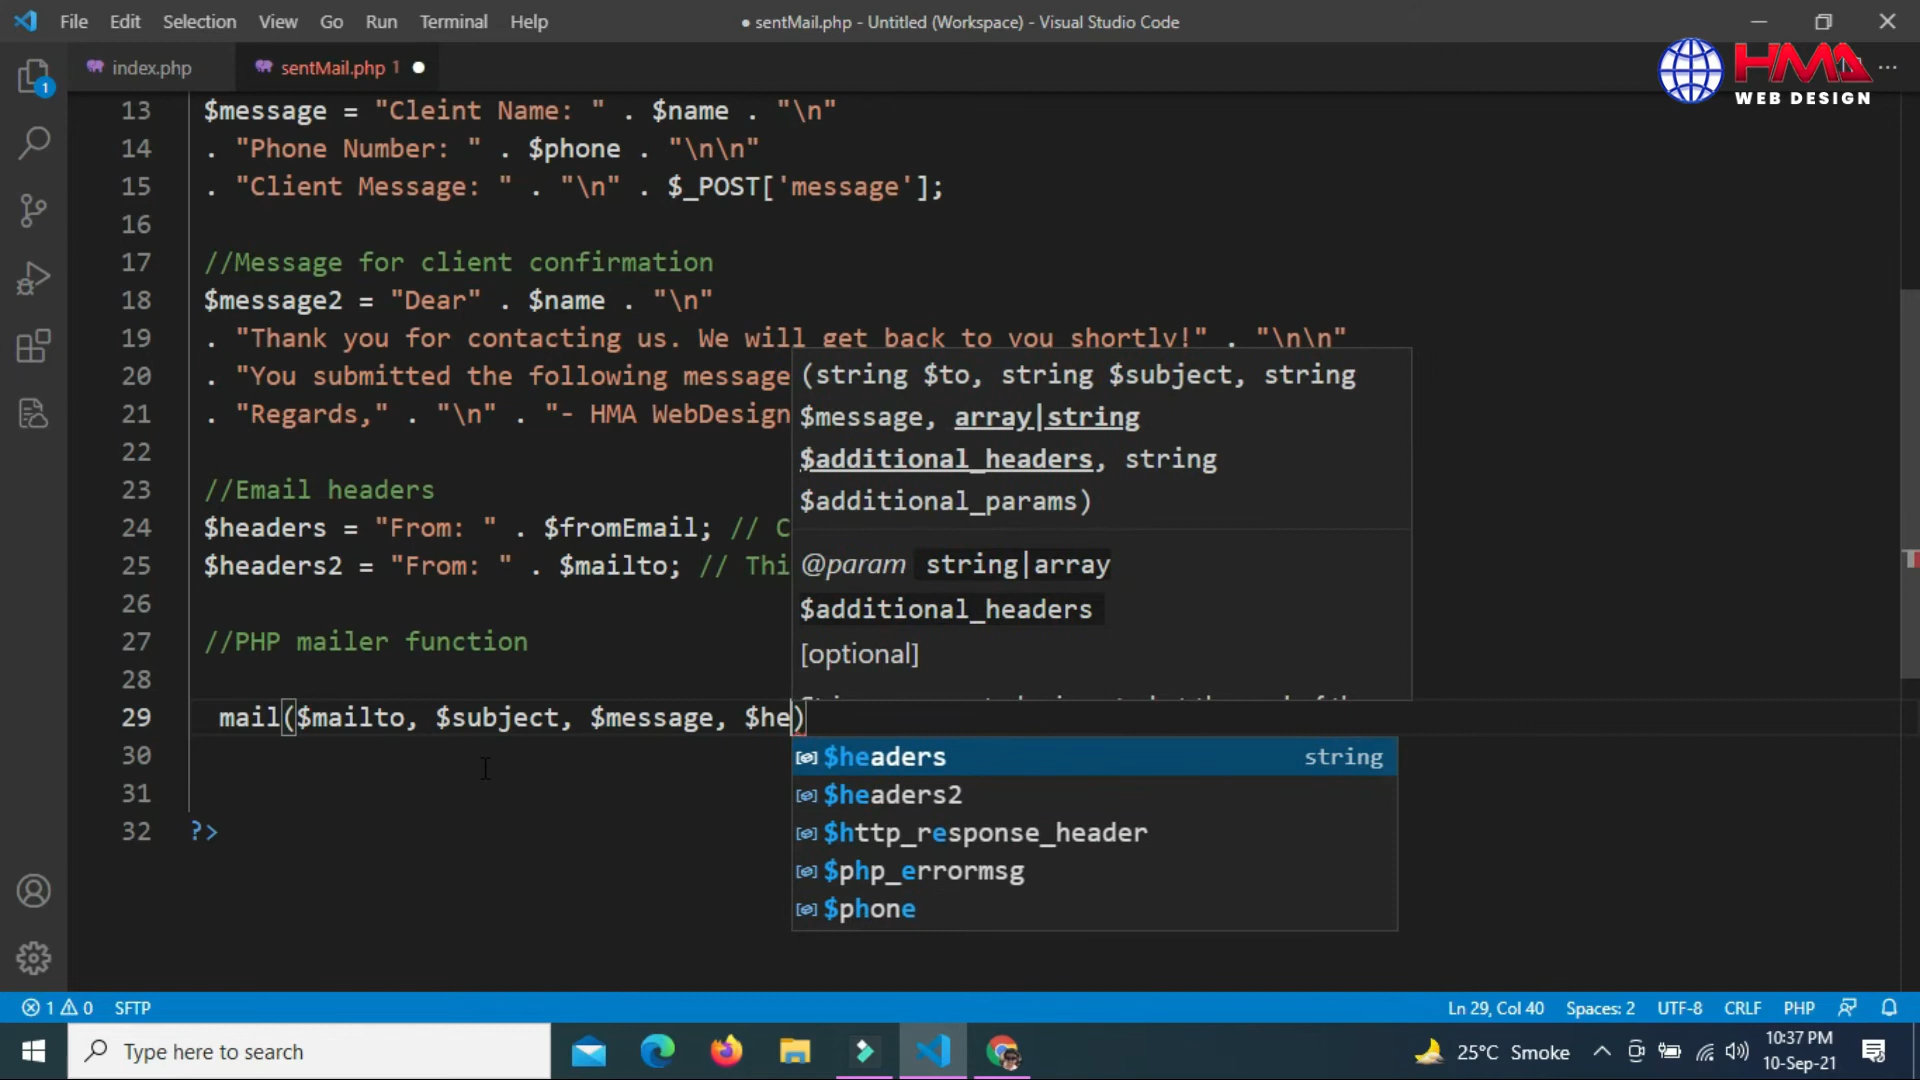 File Edit Selection View Go Run Terminal Help
● sentMail.php - Untitled (Workspace) - Visual Studio Code
index.php
sentMail.php 1
HMA
WEB DESIGN
1
13 $message = "Cleint Name: " . $name . "\n"
14 . "Phone Number: " . $phone . "\n\n"
15 . "Client Message: " . "\n" . $_POST['message'];
16
17 //Message for client confirmation
18 $message2 = "Dear" . $name . "\n"
19 . "Thank you for contacting us. We will get back to you shortly!" . "\n\n"
20 . "You submitted the following message
21 . "Regards," . "\n" . "- HMA WebDesign
22
23 //Email headers
24 $headers = "From: " . $fromEmail; // C
25 $headers2 = "From: " . $mailto; // Thi
26
27 //PHP mailer function
28
29 mail($mailto, $subject, $message, $he)
30
31
32 ?>
(string $to, string $subject, string
$message, array|string
$additional_headers, string
$additional_params)
@param string|array
$additional_headers
[optional]
$headers string
$headers2
$http_response_header
$php_errormsg
$phone
1 0 SFTP
Ln 29, Col 40 Spaces: 2 UTF-8 CRLF PHP
Type here to search
25°C Smoke
10:37 PM
10-Sep-21